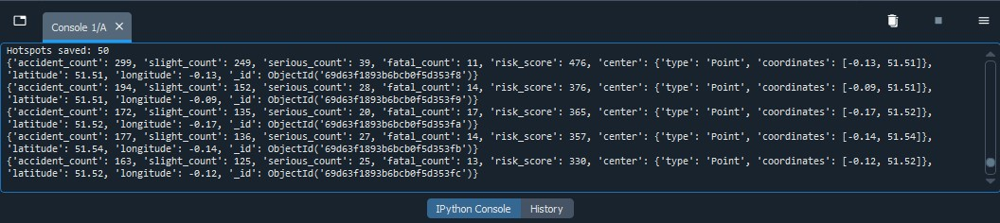 Console 1/A
Hotspots saved: 50
{'accident_count': 299, 'slight_count': 249, 'serious_count': 39, 'fatal_count': 11, 'risk_score': 476, 'center': {'type': 'Point', 'coordinates': [-0.13, 51.51]},
'latitude': 51.51, 'longitude': -0.13, '_id': ObjectId('69d63f1893b6bcb0f5d353f8')}
{'accident_count': 194, 'slight_count': 152, 'serious_count': 28, 'fatal_count': 14, 'risk_score': 376, 'center': {'type': 'Point', 'coordinates': [-0.09, 51.51]},
'latitude': 51.51, 'longitude': -0.09, '_id': ObjectId('69d63f1893b6bcb0f5d353f9')}
{'accident_count': 172, 'slight_count': 135, 'serious_count': 20, 'fatal_count': 17, 'risk_score': 365, 'center': {'type': 'Point', 'coordinates': [-0.17, 51.52]},
'latitude': 51.52, 'longitude': -0.17, '_id': ObjectId('69d63f1893b6bcb0f5d353fa')}
{'accident_count': 177, 'slight_count': 136, 'serious_count': 27, 'fatal_count': 14, 'risk_score': 357, 'center': {'type': 'Point', 'coordinates': [-0.14, 51.54]},
'latitude': 51.54, 'longitude': -0.14, '_id': ObjectId('69d63f1893b6bcb0f5d353fb')}
{'accident_count': 163, 'slight_count': 125, 'serious_count': 25, 'fatal_count': 13, 'risk_score': 330, 'center': {'type': 'Point', 'coordinates': [-0.12, 51.52]},
'latitude': 51.52, 'longitude': -0.12, '_id': ObjectId('69d63f1893b6bcb0f5d353fc')}
IPython Console History